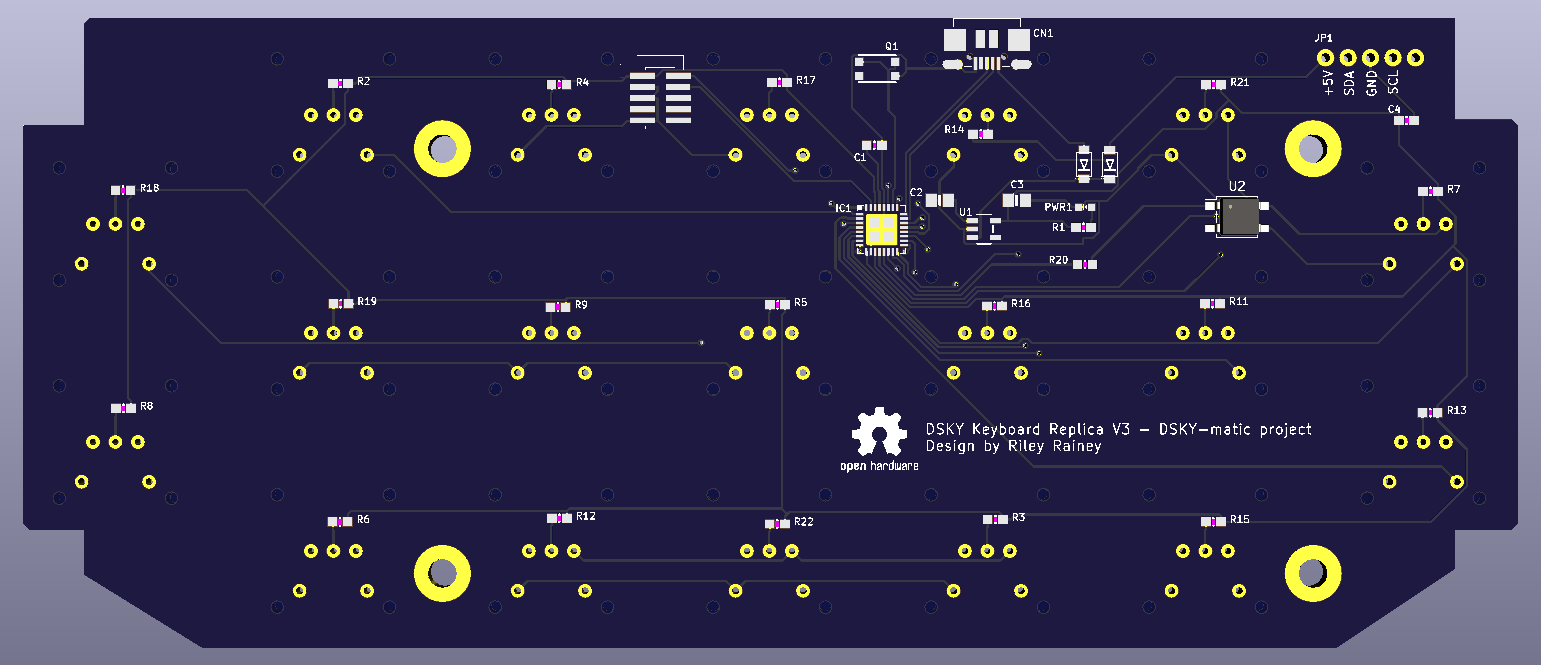 Q1
CN1
JP1
+5V
SDA
GND
SCL
R2
R4
R17
R21
C4
R14
C1
R18
C2
C3
U2
R7
IC1
U1
PWR1
R1
R20
R19
R9
R5
R16
R11
R8
R13
DSKY Keyboard Replica V3 - DSKY-matic project
Design by Riley Rainey
open hardware
R6
R12
R22
R3
R15